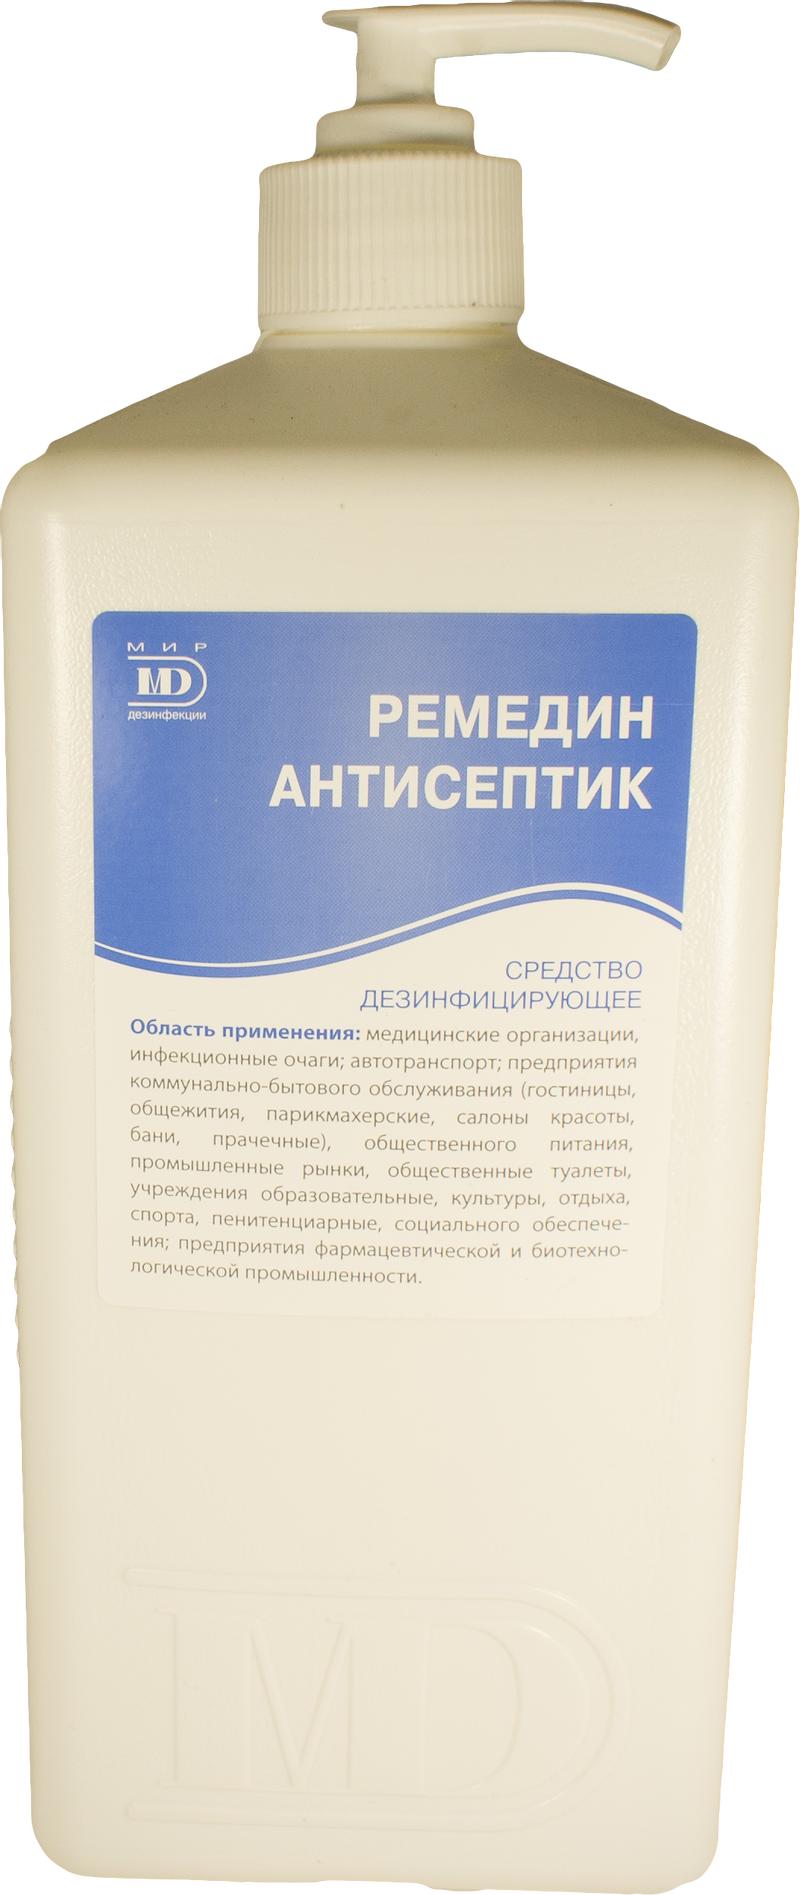 МИР
MD
дезинфекции
РЕМЕДИН
АНТИСЕПТИК
СРЕДСТВО
ДЕЗИНФИЦИРУЮЩЕЕ
Область применения: медицинские организации,
инфекционные очаги; автотранспорт; предприятия
коммунально-бытового обслуживания (гостиницы,
общежития, парикмахерские, салоны красоты,
бани, прачечные), общественного питания,
промышленные рынки, общественные туалеты,
учреждения образовательные, культуры, отдыха,
спорта, пенитенциарные, социального обеспече-
ния; предприятия фармацевтической и биотехно-
логической промышленности.
MD